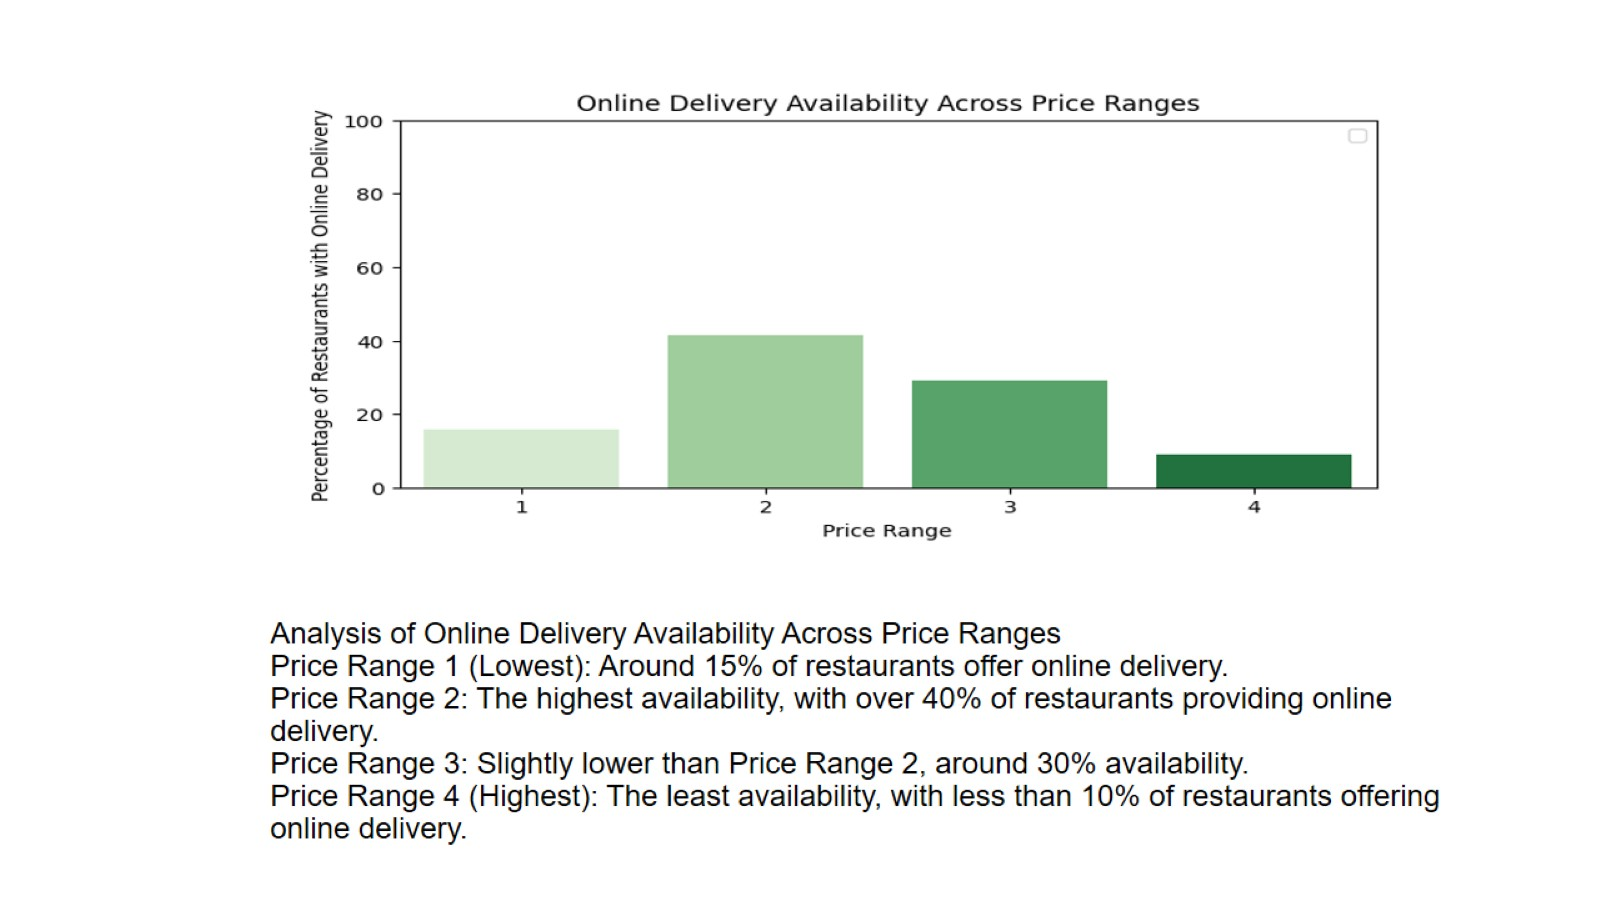 Online Delivery Availability Across Price Ranges
Percentage of Restaurants with Online Delivery
100
80
60
40
20
0
1 2 3 4
Price Range
Analysis of Online Delivery Availability Across Price Ranges
Price Range 1 (Lowest): Around 15% of restaurants offer online delivery.
Price Range 2: The highest availability, with over 40% of restaurants providing online
delivery.
Price Range 3: Slightly lower than Price Range 2, around 30% availability.
Price Range 4 (Highest): The least availability, with less than 10% of restaurants offering
online delivery.